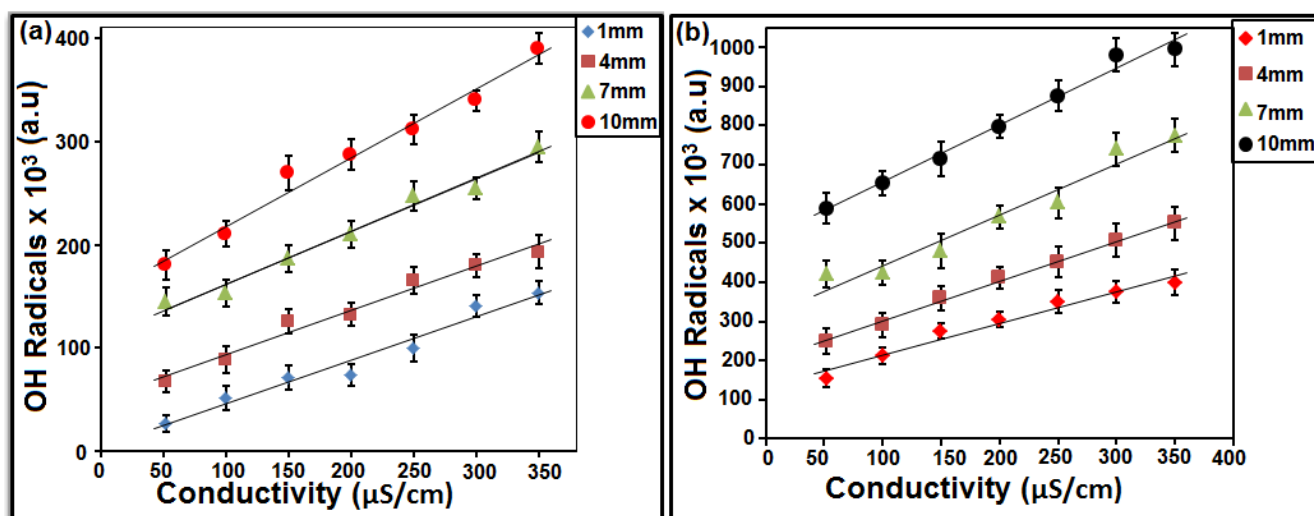 (a)
OH Radicals x 10³ (a.u)
400
300
200
100
0
0 50 100 150 200 250 300 350
Conductivity (µS/cm)
1mm
4mm
7mm
10mm
(b)
OH Radicals x 10³ (a.u)
1000
900
800
700
600
500
400
300
200
100
0
0 50 100 150 200 250 300 350 400
Conductivity (µS/cm)
1mm
4mm
7mm
10mm